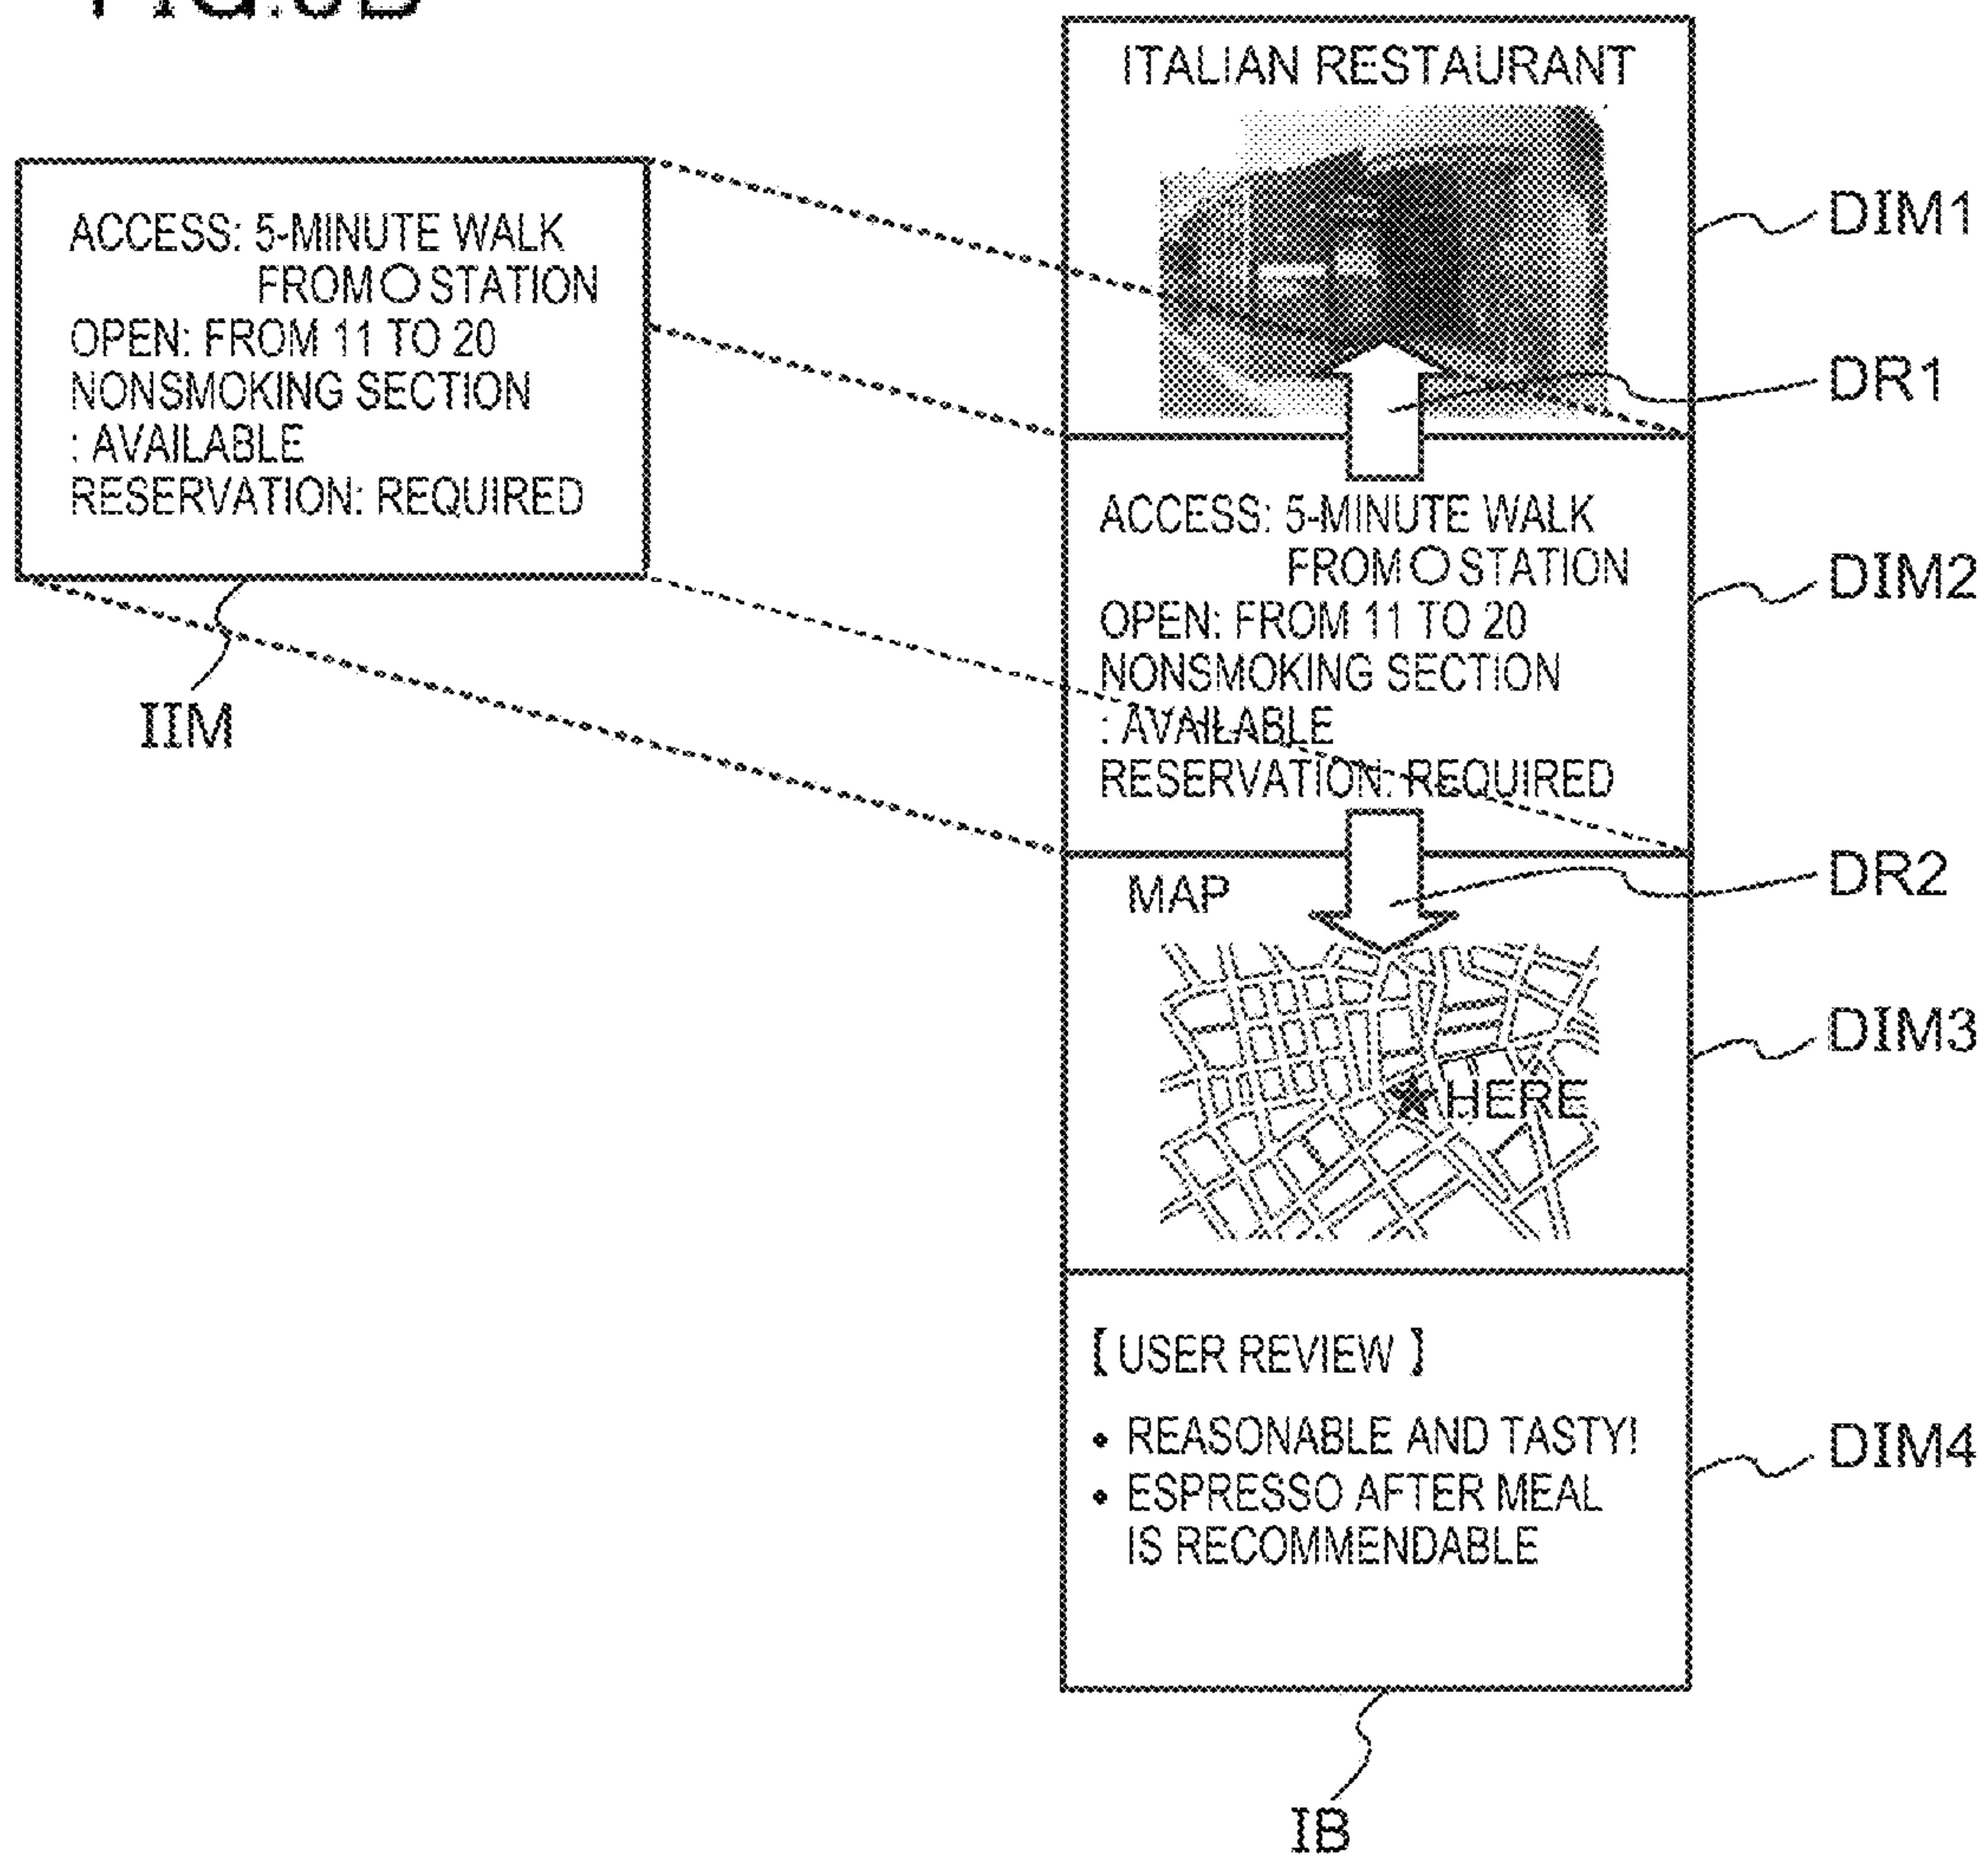 ACCESS: 5-MINUTE WALK
FROM ○ STATION
OPEN: FROM 11 TO 20
NONSMOKING SECTION
: AVAILABLE
RESERVATION: REQUIRED
IIM
ITALIAN RESTAURANT
DIM1
DR1
ACCESS: 5-MINUTE WALK
FROM ○ STATION
OPEN: FROM 11 TO 20
NONSMOKING SECTION
: AVAILABLE
RESERVATION: REQUIRED
DIM2
DR2
MAP
★HERE
DIM3
【USER REVIEW】
• REASONABLE AND TASTY!
• ESPRESSO AFTER MEAL
IS RECOMMENDABLE
DIM4
IB